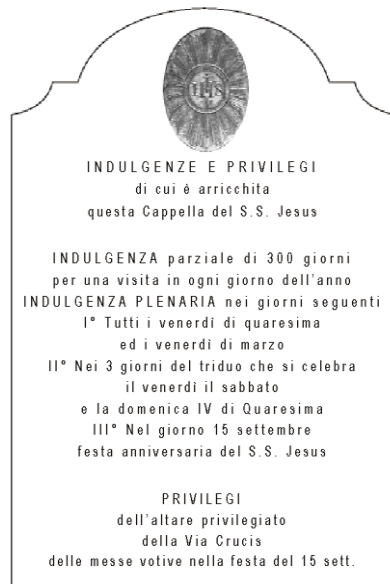 IHS
INDULGENZE E PRIVILEGI
di cui è arricchita
questa Cappella del S.S. Jesus
INDULGENZA parziale di 300 giorni
per una visita in ogni giorno dell'anno
INDULGENZA PLENARIA nei giorni seguenti
I° Tutti i venerdì di quaresima
ed i venerdì di marzo
II° Nei 3 giorni del triduo che si celebra
il venerdì il sabbato
e la domenica IV di Quaresima
III° Nel giorno 15 settembre
festa anniversaria del S.S. Jesus
PRIVILEGI
dell'altare privilegiato
della Via Crucis
delle messe votive nella festa del 15 sett.